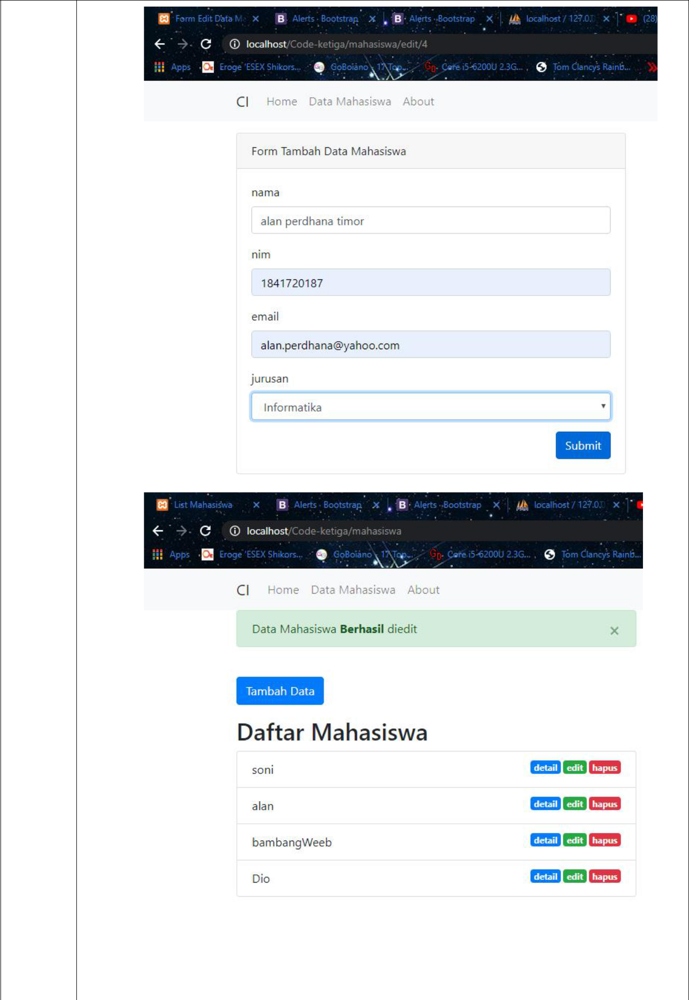 Form Edit Data M
Alerts · Bootstrap
Alerts · Bootstrap
localhost / 127.0.0
(28)
localhost/Code-ketiga/mahasiswa/edit/4
Apps
Eroge 'ESEX Shikors...
GoBoiano - 17 Top...
Core i5-6200U 2.3G...
Tom Clancys Rainb...
CI Home Data Mahasiswa About
Form Tambah Data Mahasiswa
nama
alan perdhana timor
nim
1841720187
email
alan.perdhana@yahoo.com
jurusan
Informatika
Submit
List Mahasiswa
Alerts · Bootstrap
Alerts · Bootstrap
localhost / 127.0.0
localhost/Code-ketiga/mahasiswa
Apps
Eroge 'ESEX Shikors...
GoBoiano - 17 Top...
Core i5-6200U 2.3G...
Tom Clancys Rainb...
CI Home Data Mahasiswa About
Data Mahasiswa Berhasil diedit ×
Tambah Data
Daftar Mahasiswa
soni detail edit hapus
alan detail edit hapus
bambangWeeb detail edit hapus
Dio detail edit hapus